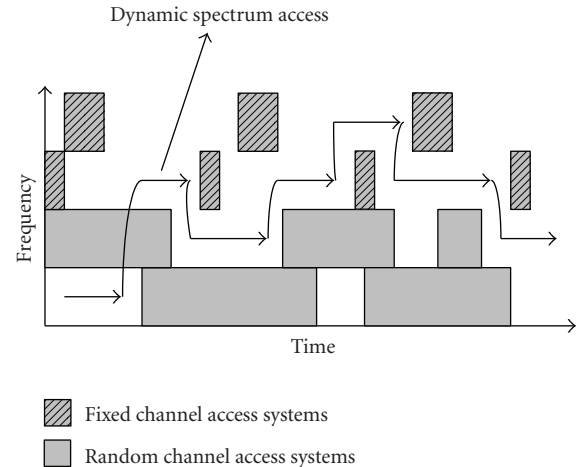 Dynamic spectrum access
Frequency
Time
Fixed channel access systems
Random channel access systems